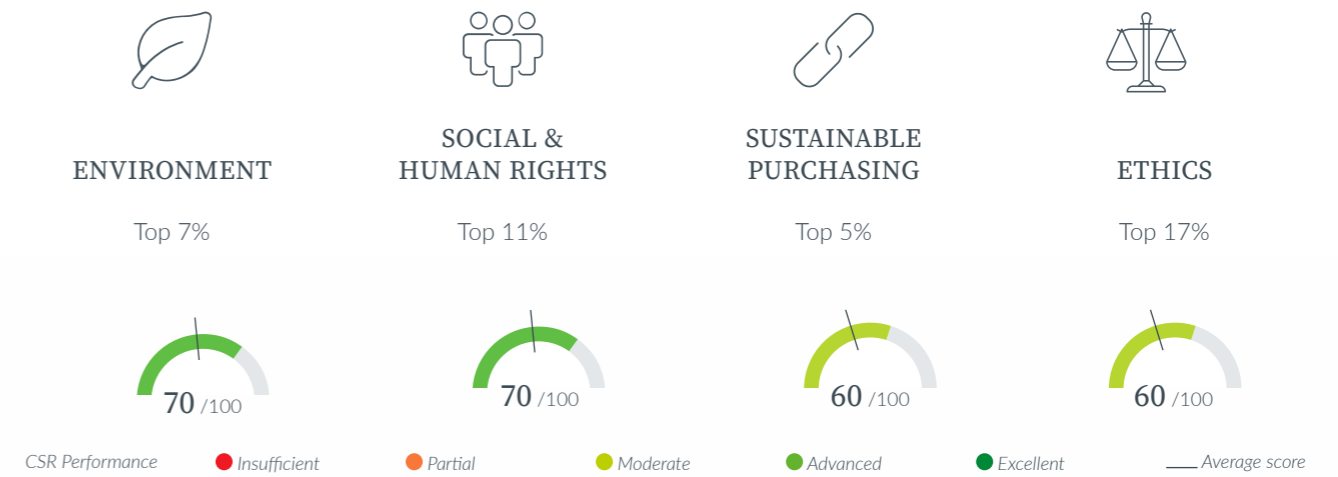 ENVIRONMENT
Top 7%
70 /100
SOCIAL &
HUMAN RIGHTS
Top 11%
70 /100
SUSTAINABLE
PURCHASING
Top 5%
60 /100
ETHICS
Top 17%
60 /100
CSR Performance
Insufficient
Partial
Moderate
Advanced
Excellent
Average score